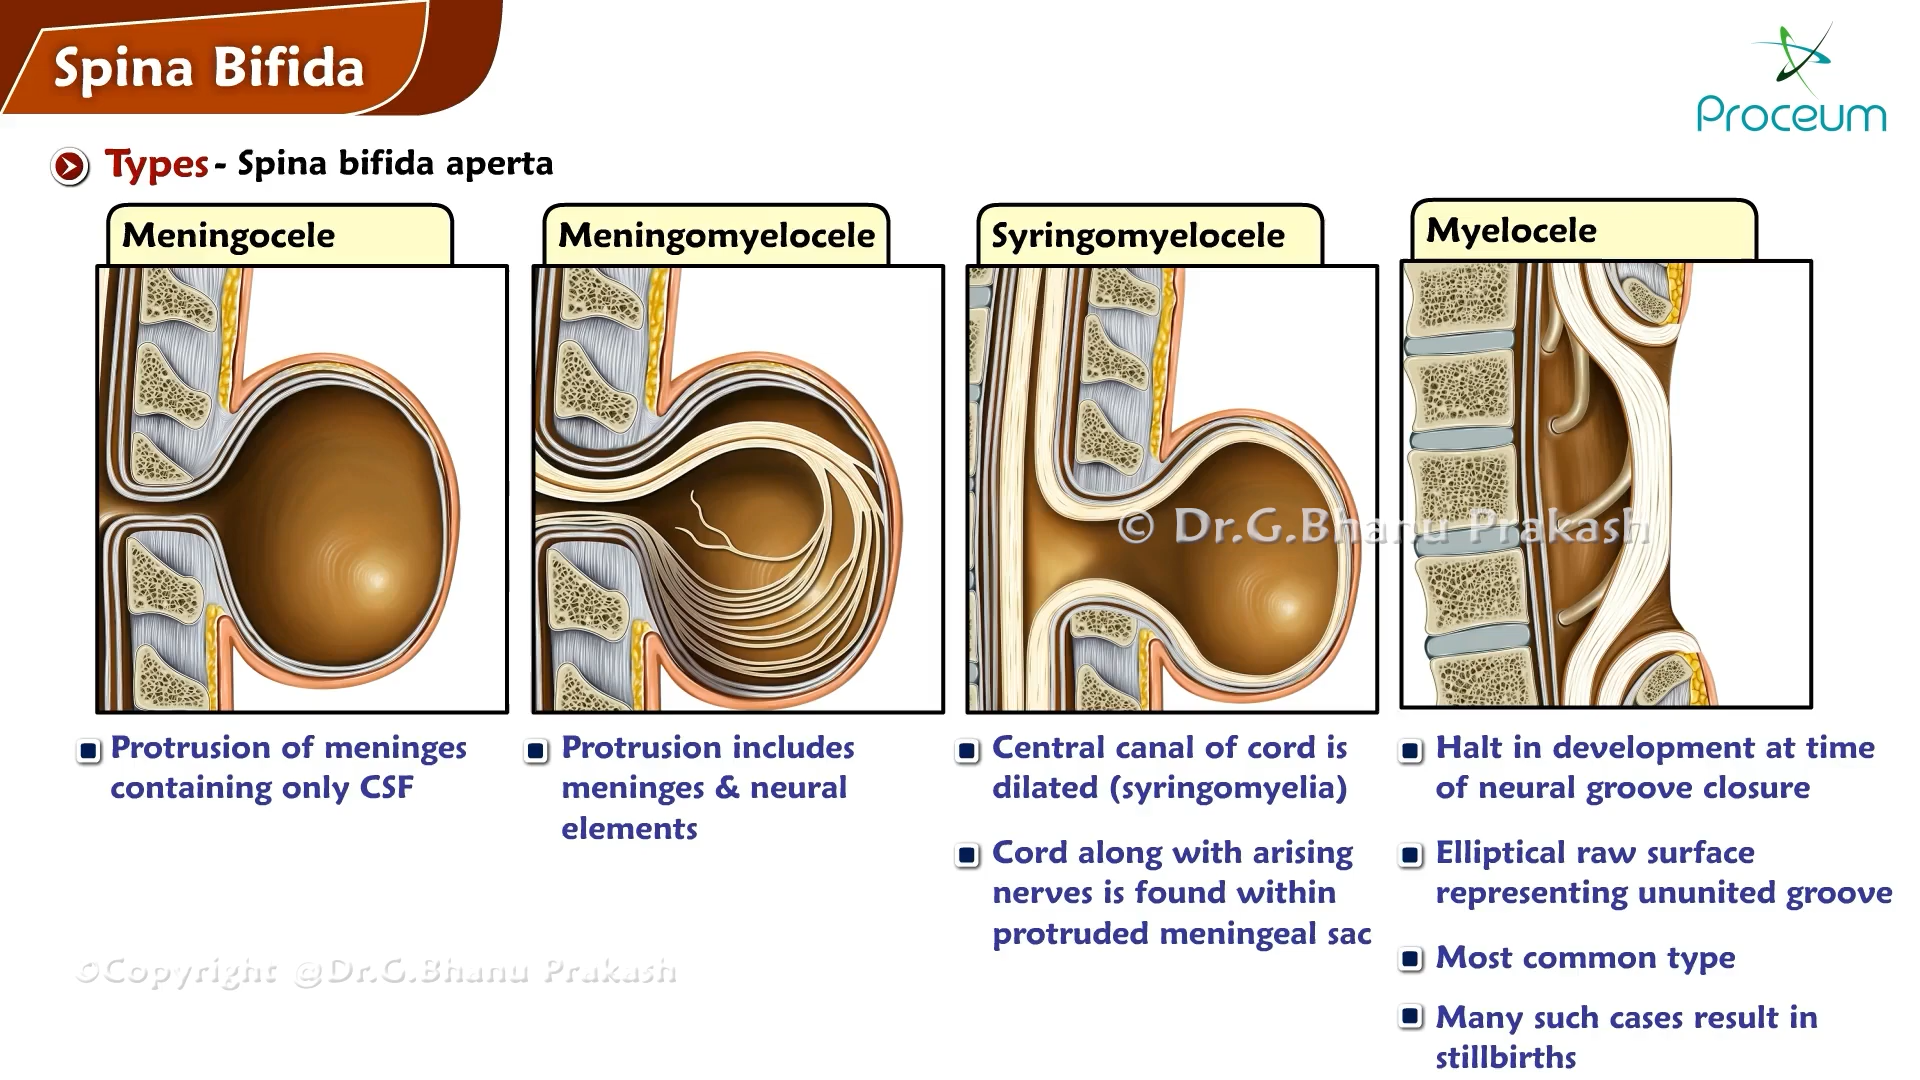 Spina Bifida
Proceum
Types - Spina bifida aperta
Meningocele
Meningomyelocele
Syringomyelocele
Myelocele
© Dr.G.Bhanu Prakash
Protrusion of meninges
containing only CSF
Protrusion includes
meninges & neural
elements
Central canal of cord is
dilated (syringomyelia)
Cord along with arising
nerves is found within
protruded meningeal sac
Halt in development at time
of neural groove closure
Elliptical raw surface
representing ununited groove
Most common type
Many such cases result in
stillbirths
©Copyright @Dr.G.Bhanu Prakash